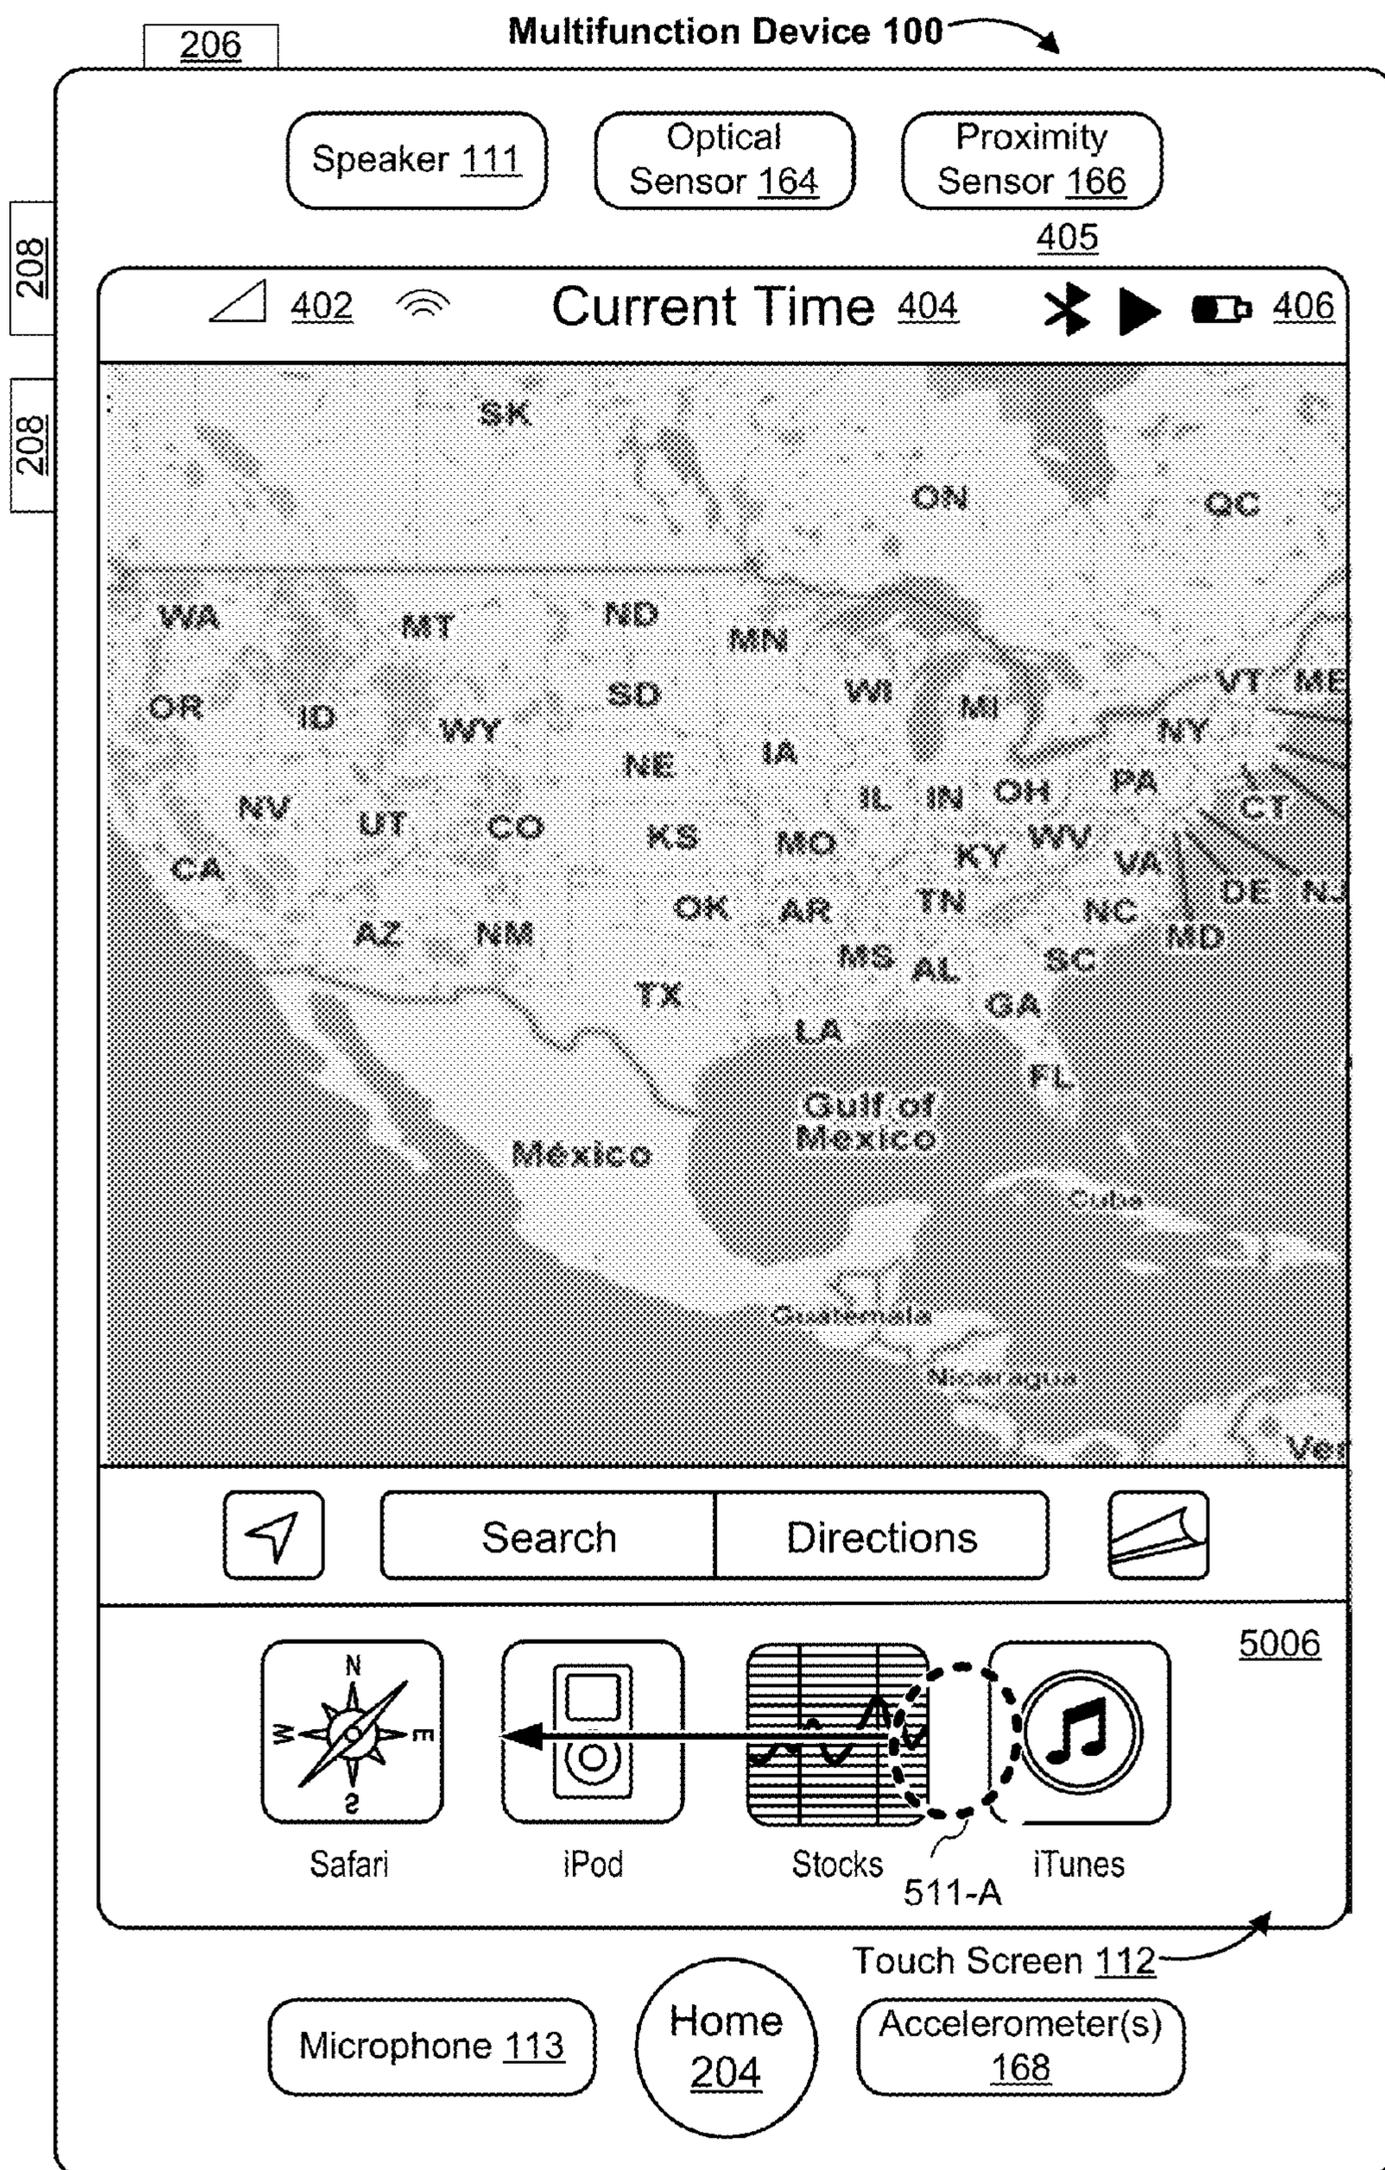 Multifunction Device 100
206
Speaker 111
Optical
Sensor 164
Proximity
Sensor 166
405
208
208
402
Current Time 404
406
SK
ON
QC
WA
MT
ND
MN
OR
ID
WY
SD
WI
MI
VT
ME
NY
NE
IA
NV
UT
CO
IL
IN
OH
PA
CT
CA
KS
MO
KY
WV
VA
DE
NJ
AZ
NM
OK
AR
TN
NC
MD
MS
AL
SC
TX
LA
GA
FL
Gulf of
Mexico
México
Cuba
Guatemala
Nicaragua
Ver
Search
Directions
5006
N
W
E
S
Safari
iPod
Stocks
iTunes
511-A
Touch Screen 112
Microphone 113
Home
204
Accelerometer(s)
168